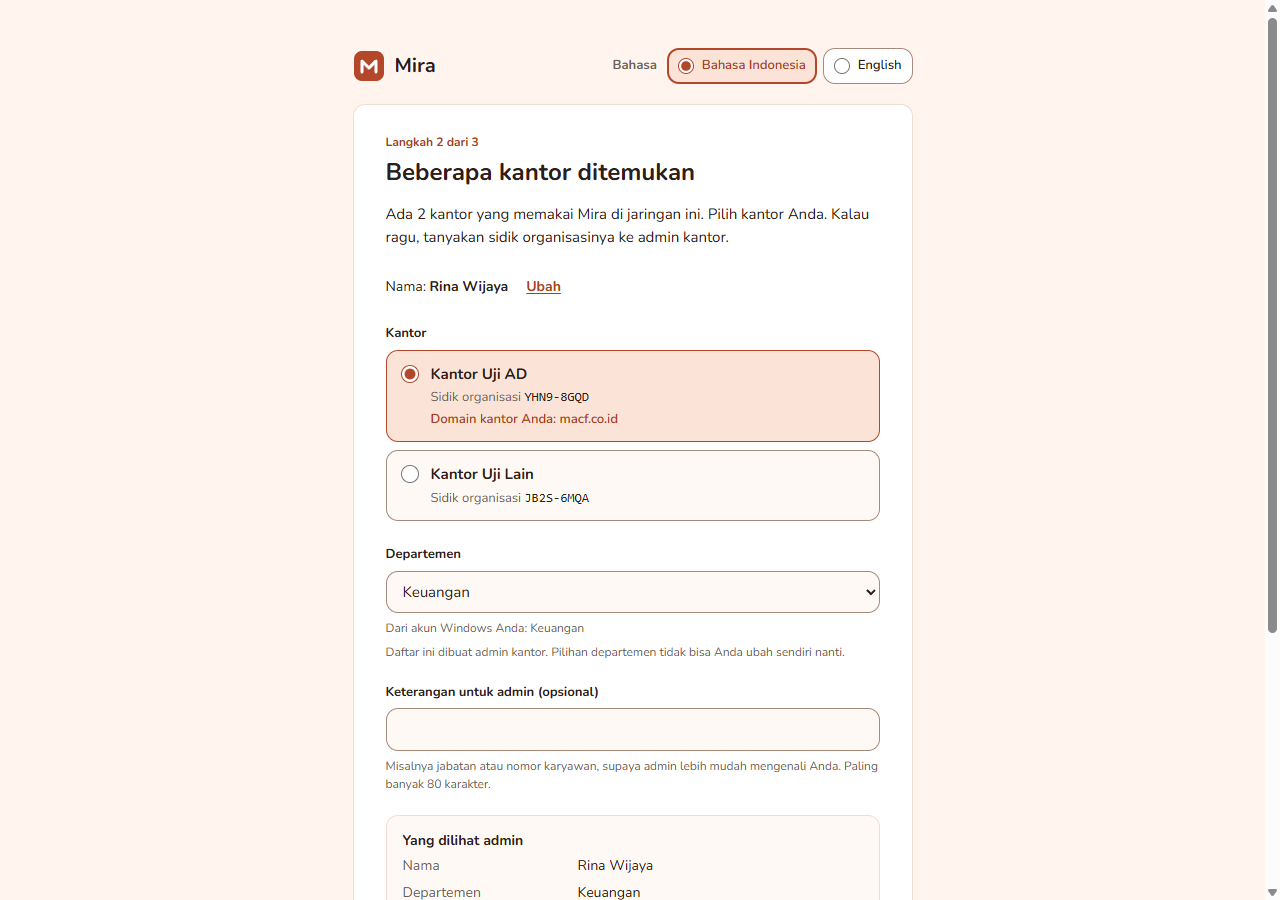 Mira
Bahasa
Bahasa Indonesia
English
Langkah 2 dari 3
Beberapa kantor ditemukan
Ada 2 kantor yang memakai Mira di jaringan ini. Pilih kantor Anda. Kalau
ragu, tanyakan sidik organisasinya ke admin kantor.
Nama: Rina Wijaya Ubah
Kantor
Kantor Uji AD
Sidik organisasi YHN9-8GQD
Domain kantor Anda: macf.co.id
Kantor Uji Lain
Sidik organisasi JB2S-6MQA
Departemen
Keuangan
Dari akun Windows Anda: Keuangan
Daftar ini dibuat admin kantor. Pilihan departemen tidak bisa Anda ubah sendiri nanti.
Keterangan untuk admin (opsional)
Misalnya jabatan atau nomor karyawan, supaya admin lebih mudah mengenali Anda. Paling
banyak 80 karakter.
Yang dilihat admin
Nama Rina Wijaya
Departemen Keuangan